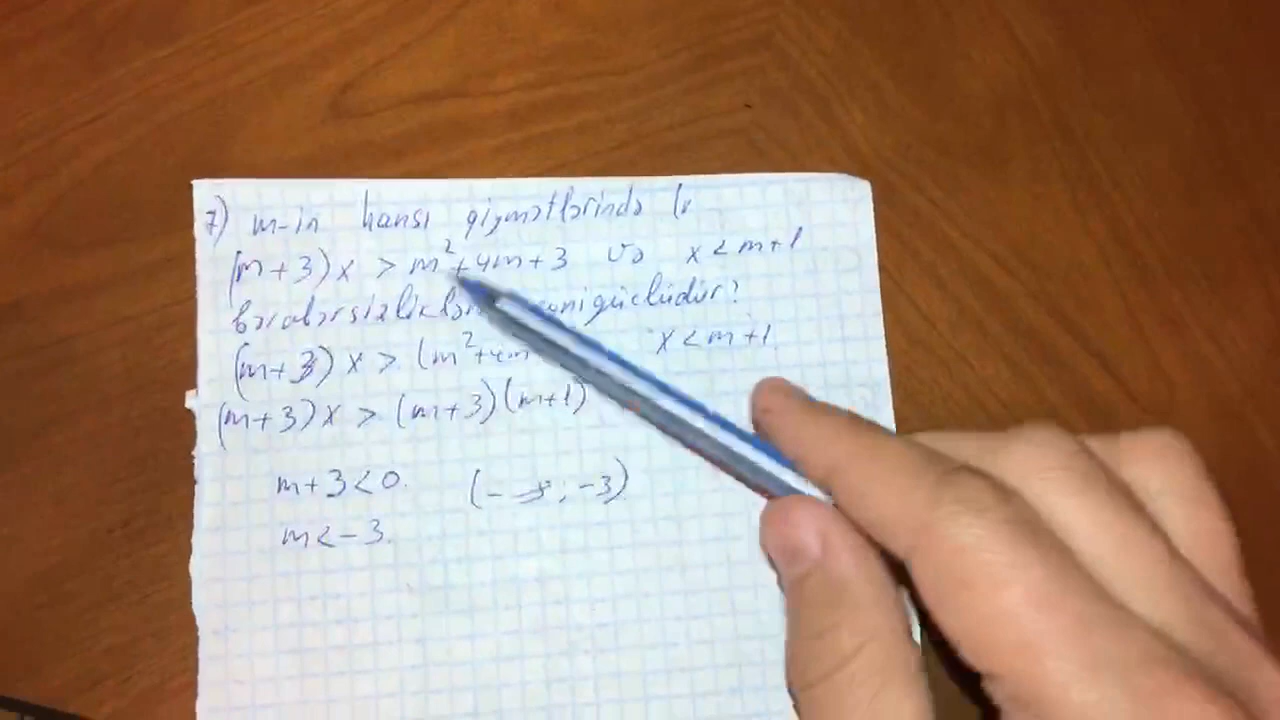 7) m-in hansı qiymətlərində
(m+3)x > m²+4m+3 və x<m+1
bərabərsizliklər
(m+3)x > (m²+4m x<m+1
(m+3)x > (m+3)(m+1)
m+3<0. (-∞; -3)
m<-3.